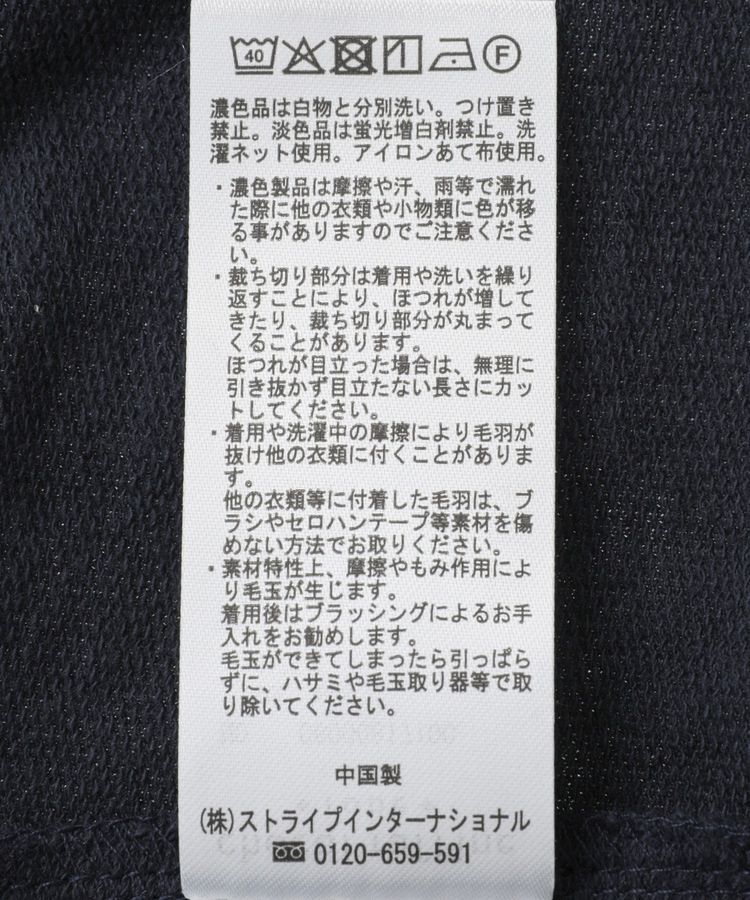 40 F
濃色品は白物と分別洗い。つけ置き
禁止。淡色品は蛍光増白剤禁止。洗
濯ネット使用。アイロンあて布使用。
・濃色製品は摩擦や汗、雨等で濡れ
た際に他の衣類や小物類に色が移
る事がありますのでご注意くださ
い。
・裁ち切り部分は着用や洗いを繰り
返すことにより、ほつれが増して
きたり、裁ち切り部分が丸まって
くることがあります。
ほつれが目立った場合は、無理に
引き抜かず目立たない長さにカッ
トしてください。
・着用や洗濯中の摩擦により毛羽が
抜け他の衣類に付くことがありま
す。
他の衣類等に付着した毛羽は、ブ
ラシやセロハンテープ等素材を傷
めない方法でお取りください。
・素材特性上、摩擦やもみ作用によ
り毛玉が生じます。
着用後はブラッシングによるお手
入れをお勧めします。
毛玉ができてしまったら引っぱら
ずに、ハサミや毛玉取り器等で取
り除いてください。
中国製
(株)ストライプインターナショナル
0120-659-591